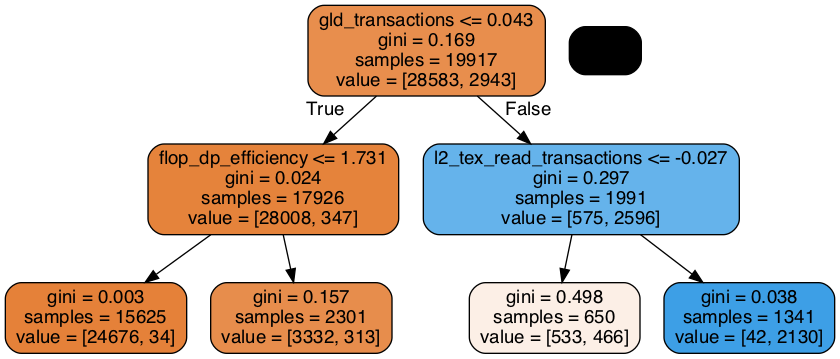 gld_transactions <= 0.043
gini = 0.169
samples = 19917
value = [28583, 2943]
True
False
flop_dp_efficiency <= 1.731
gini = 0.024
samples = 17926
value = [28008, 347]
l2_tex_read_transactions <= -0.027
gini = 0.297
samples = 1991
value = [575, 2596]
gini = 0.003
samples = 15625
value = [24676, 34]
gini = 0.157
samples = 2301
value = [3332, 313]
gini = 0.498
samples = 650
value = [533, 466]
gini = 0.038
samples = 1341
value = [42, 2130]